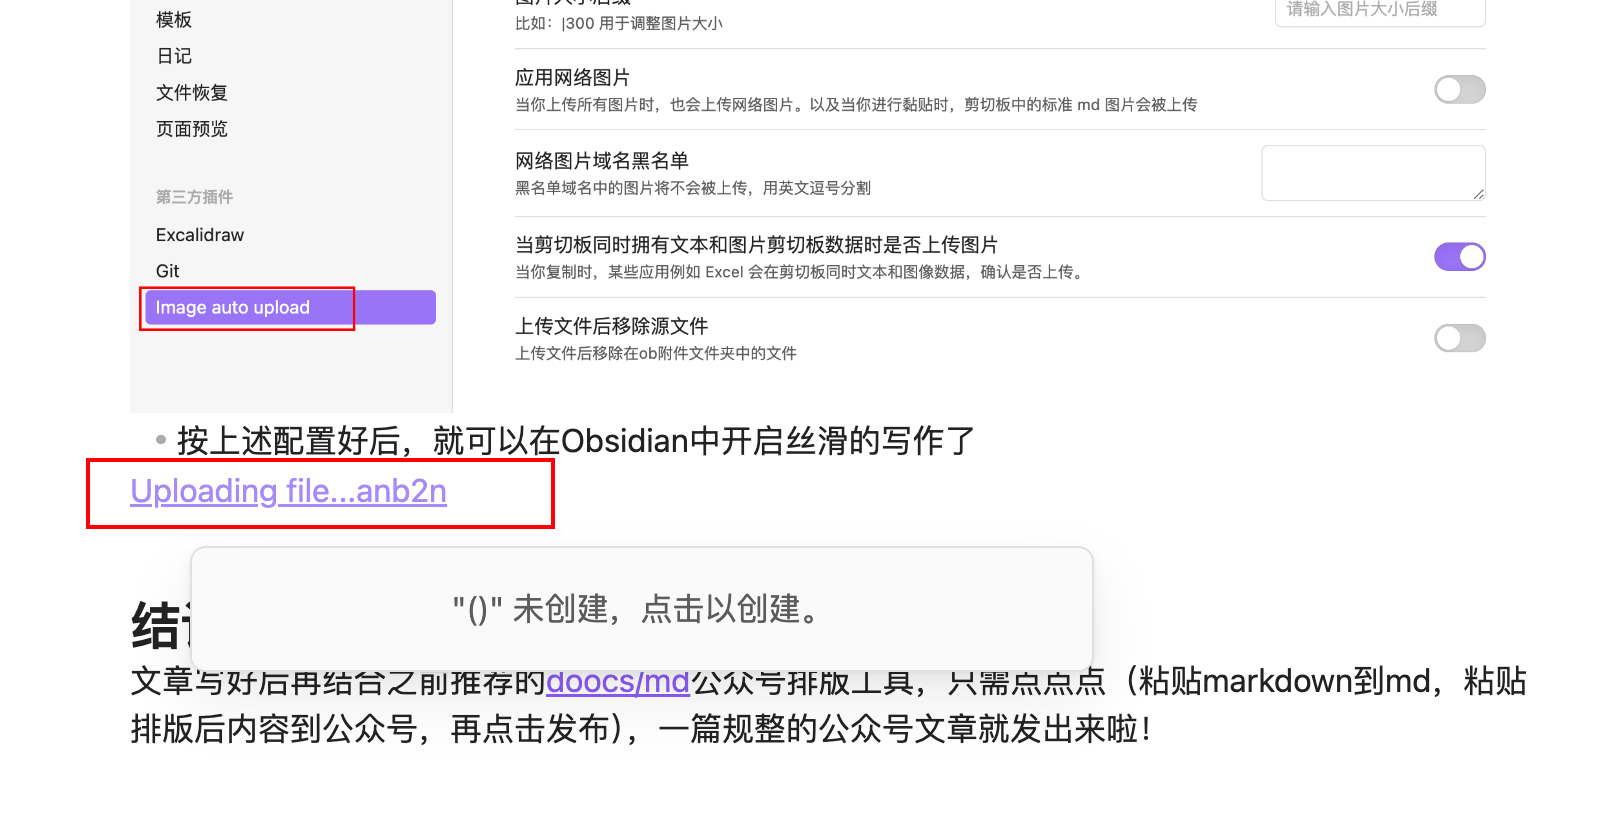 模板
日记
文件恢复
页面预览
第三方插件
Excalidraw
Git
Image auto upload
比如：|300 用于调整图片大小
请输入图片大小后缀
应用网络图片
当你上传所有图片时，也会上传网络图片。以及当你进行黏贴时，剪切板中的标准 md 图片会被上传
网络图片域名黑名单
黑名单域名中的图片将不会被上传，用英文逗号分割
当剪切板同时拥有文本和图片剪切板数据时是否上传图片
当你复制时，某些应用例如 Excel 会在剪切板同时文本和图像数据，确认是否上传。
上传文件后移除源文件
上传文件后移除在ob附件文件夹中的文件
按上述配置好后，就可以在Obsidian中开启丝滑的写作了
Uploading file...anb2n
"()" 未创建，点击以创建。
结
文章写好后再结合之前推荐的doocs/md公众号排版工具，只需点点点（粘贴markdown到md，粘贴
排版后内容到公众号，再点击发布），一篇规整的公众号文章就发出来啦！